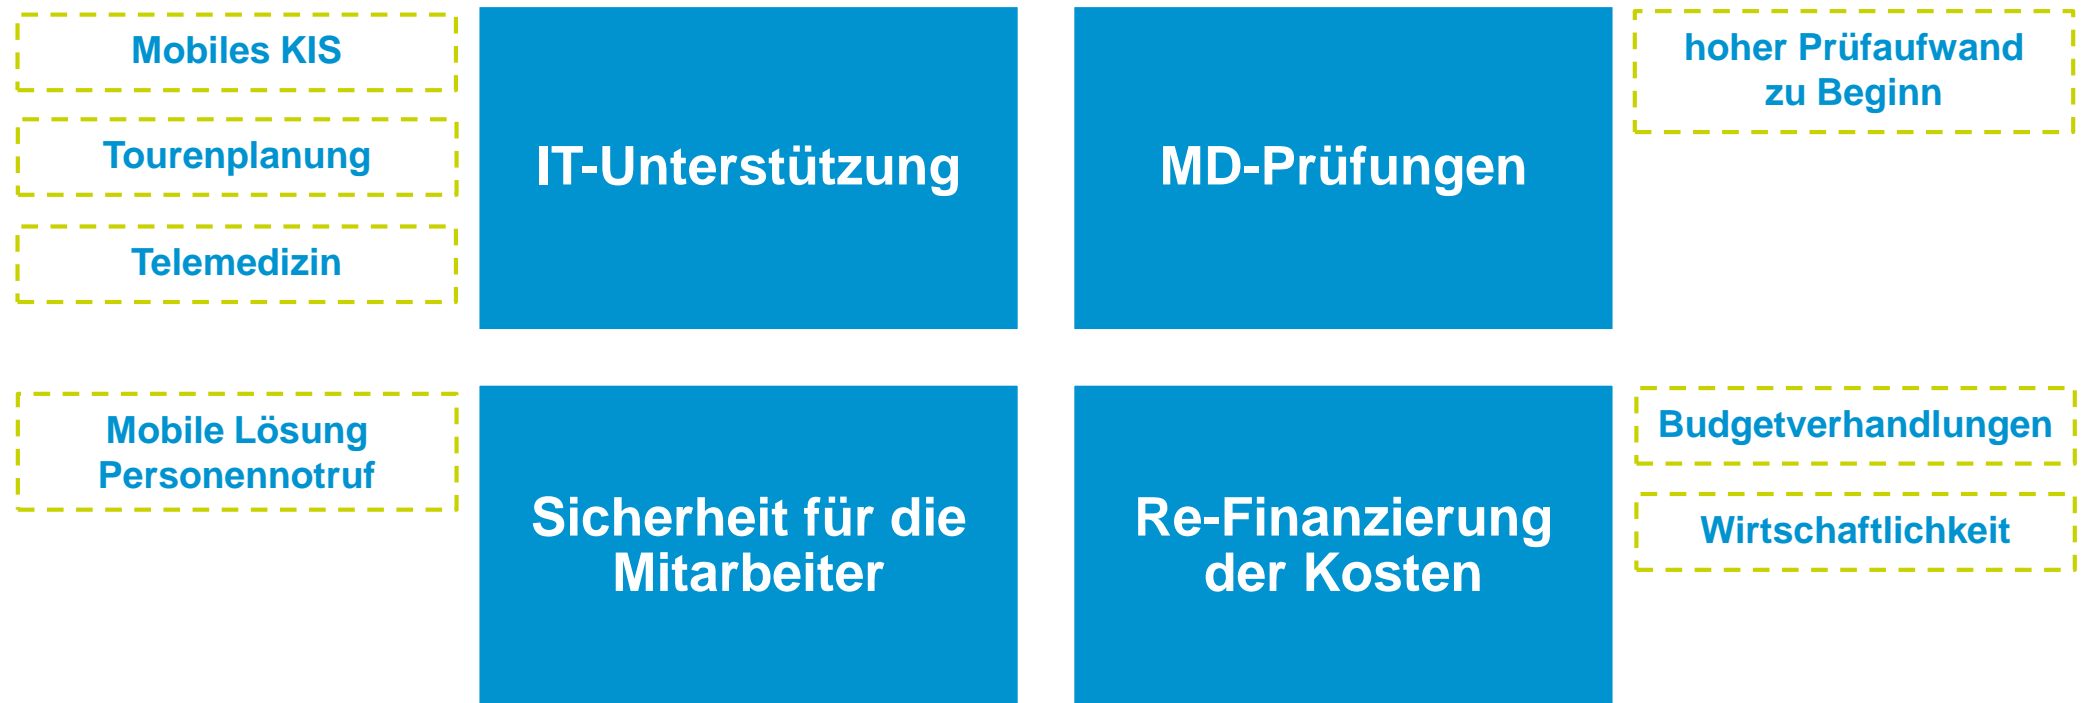 Mobiles KIS
Tourenplanung
Telemedizin
IT-Unterstützung
MD-Prüfungen
hoher Prüfaufwand
zu Beginn
Mobile Lösung
Personennotruf
Sicherheit für die
Mitarbeiter
Re-Finanzierung
der Kosten
Budgetverhandlungen
Wirtschaftlichkeit